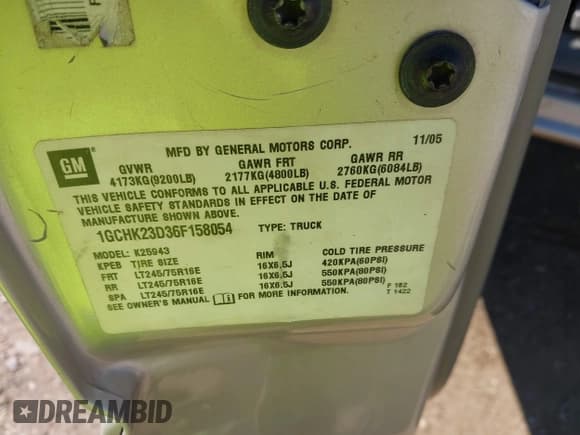 MFD BY GENERAL MOTORS CORP. 11/05
GM
GVWR GAWR FRT GAWR RR
4173KG(9200LB) 2177KG(4800LB) 2760KG(6084LB)
THIS VEHICLE CONFORMS TO ALL APPLICABLE U.S. FEDERAL MOTOR
VEHICLE SAFETY STANDARDS IN EFFECT ON THE DATE OF
MANUFACTURE SHOWN ABOVE.
1GCHK23D36F158054 TYPE: TRUCK
MODEL: K25943
KPEB TIRE SIZE RIM COLD TIRE PRESSURE
FRT LT245/75R16E 16X6.5J 420KPA(60PSI)
RR LT245/75R16E 16X6.5J 550KPA(80PSI)
SPA LT245/75R16E 16X6.5J 550KPA(80PSI)
SEE OWNER'S MANUAL FOR MORE INFORMATION. F 162
T 1422
DREAMBID